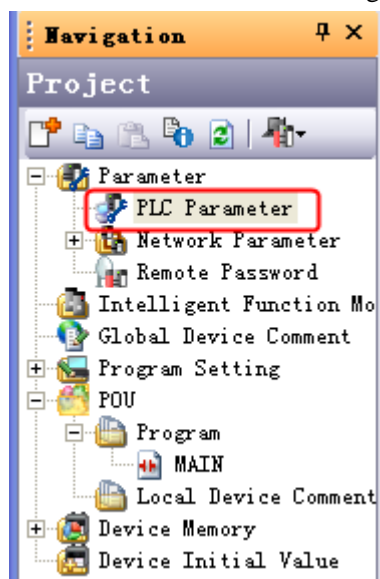 Navigation
Project
Parameter
PLC Parameter
Network Parameter
Remote Password
Intelligent Function Mo
Global Device Comment
Program Setting
POU
Program
MAIN
Local Device Comment
Device Memory
Device Initial Value